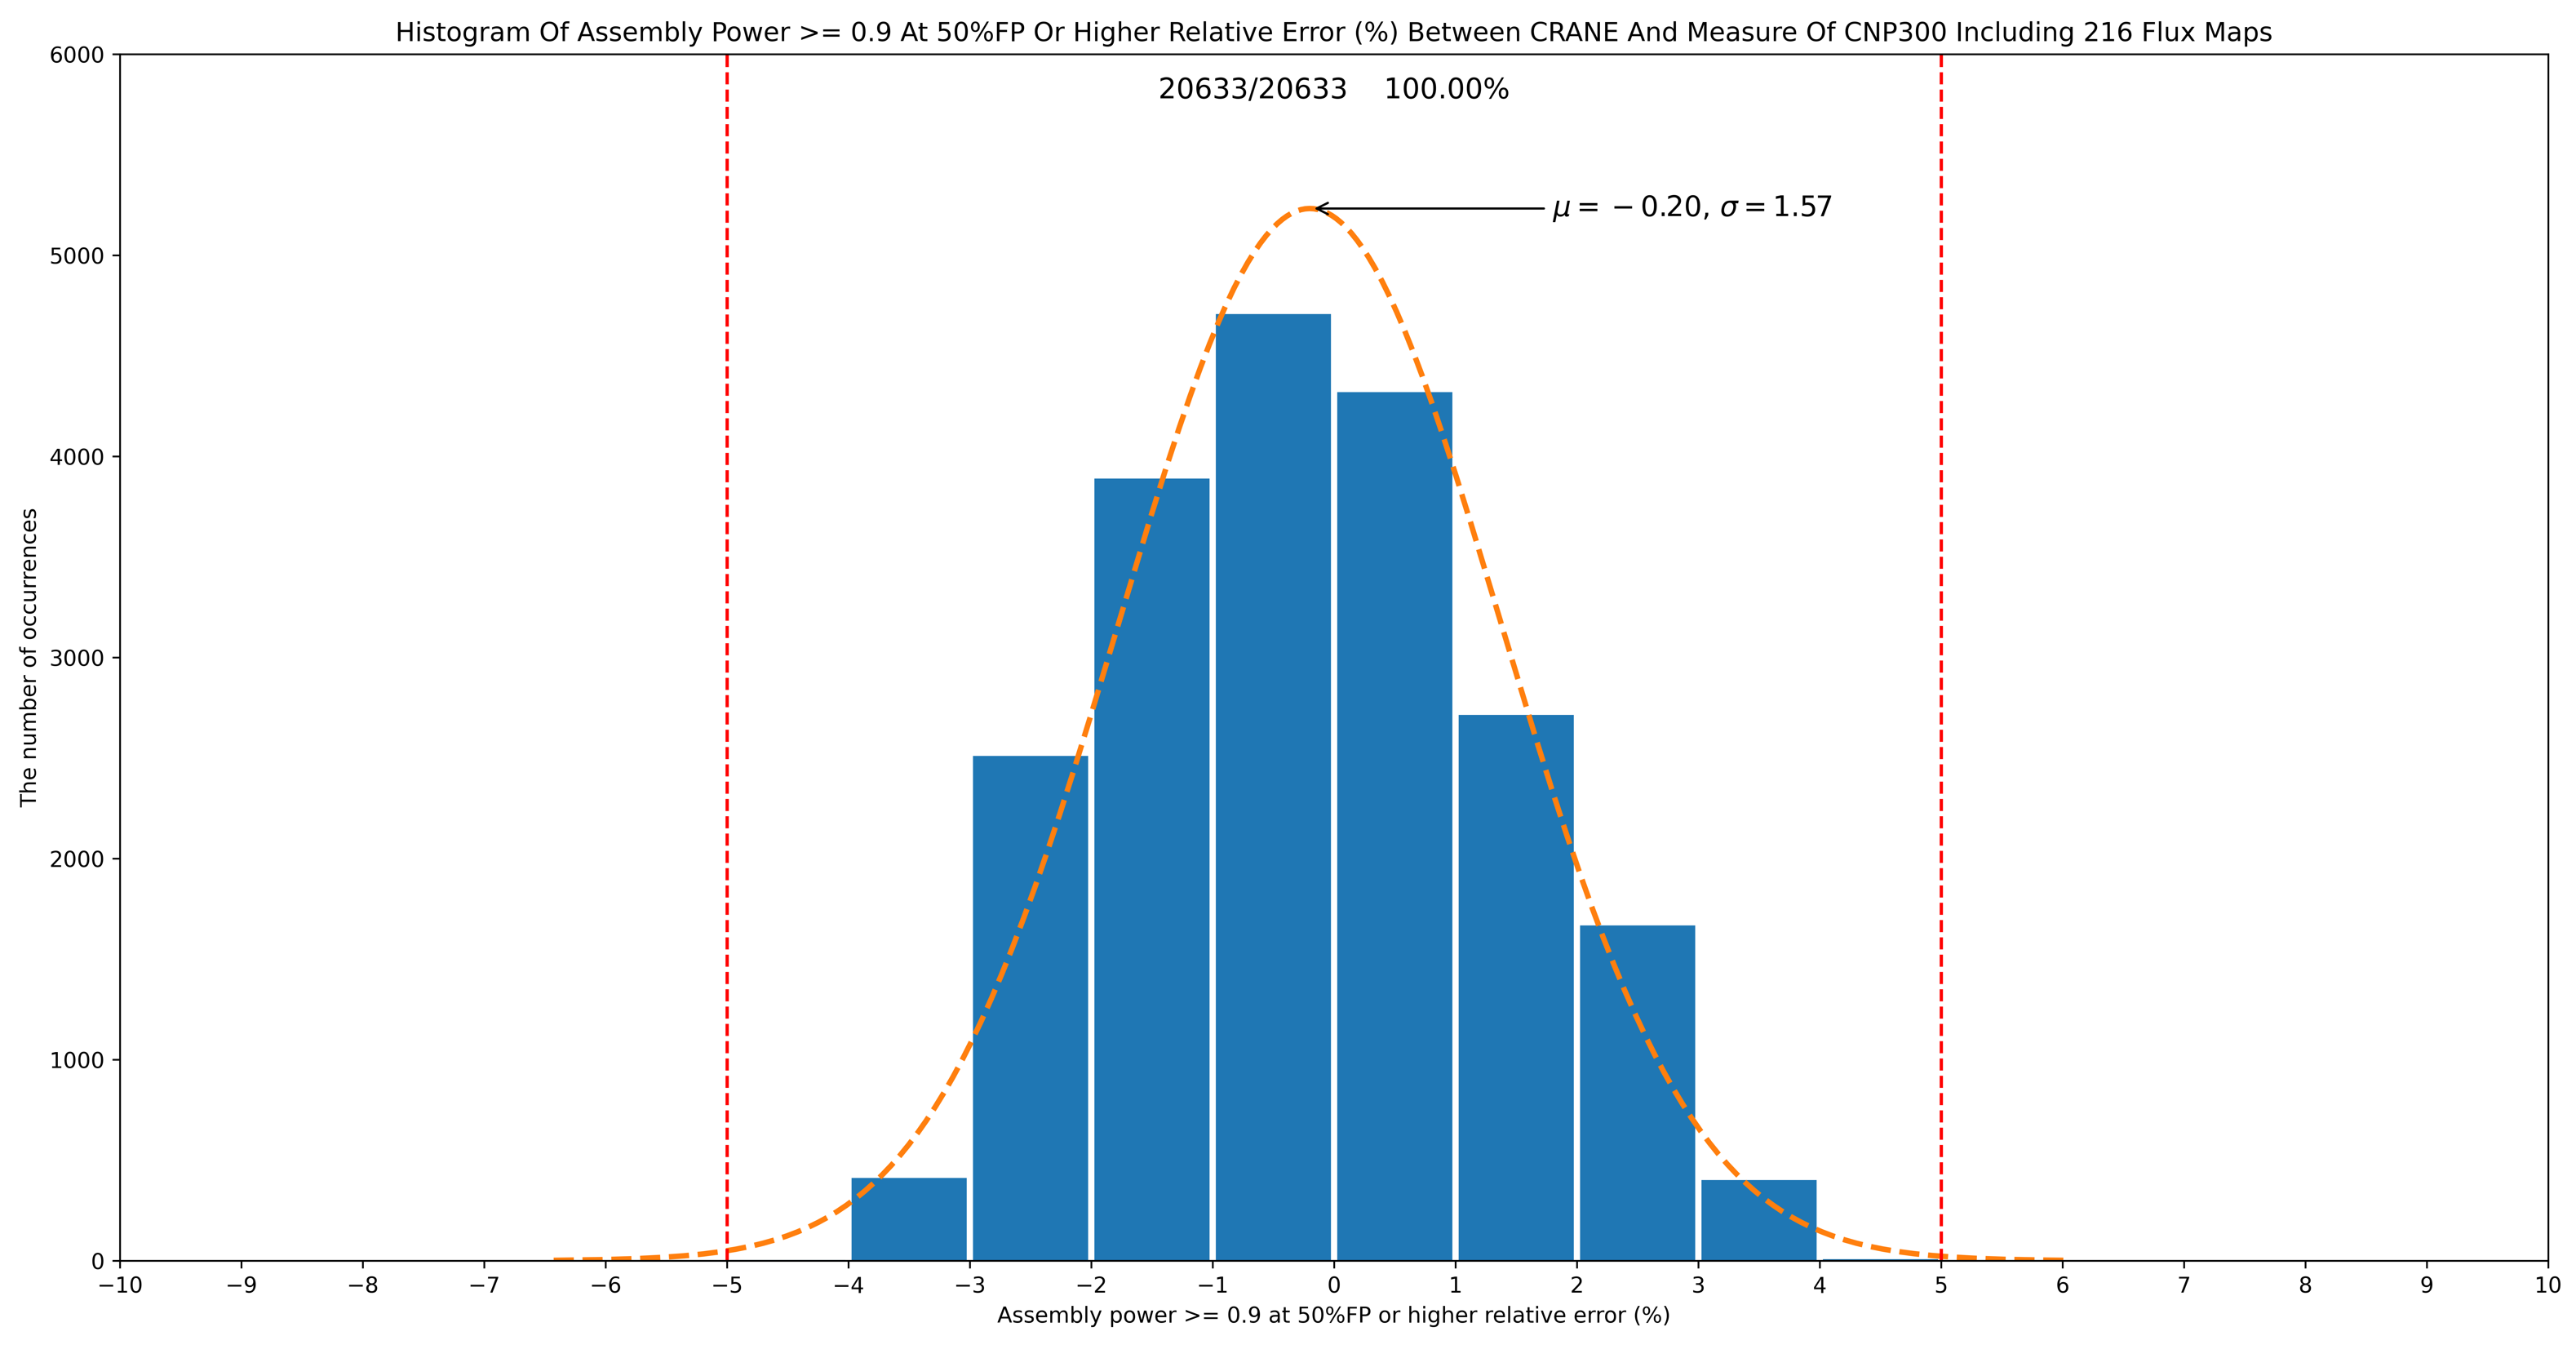 Histogram Of Assembly Power >= 0.9 At 50%FP Or Higher Relative Error (%) Between CRANE And Measure Of CNP300 Including 216 Flux Maps
6000
20633/20633 100.00%
μ = −0.20, σ = 1.57
5000
4000
3000
2000
1000
0
The number of occurrences
−10 −9 −8 −7 −6 −5 −4 −3 −2 −1 0 1 2 3 4 5 6 7 8 9 10
Assembly power >= 0.9 at 50%FP or higher relative error (%)